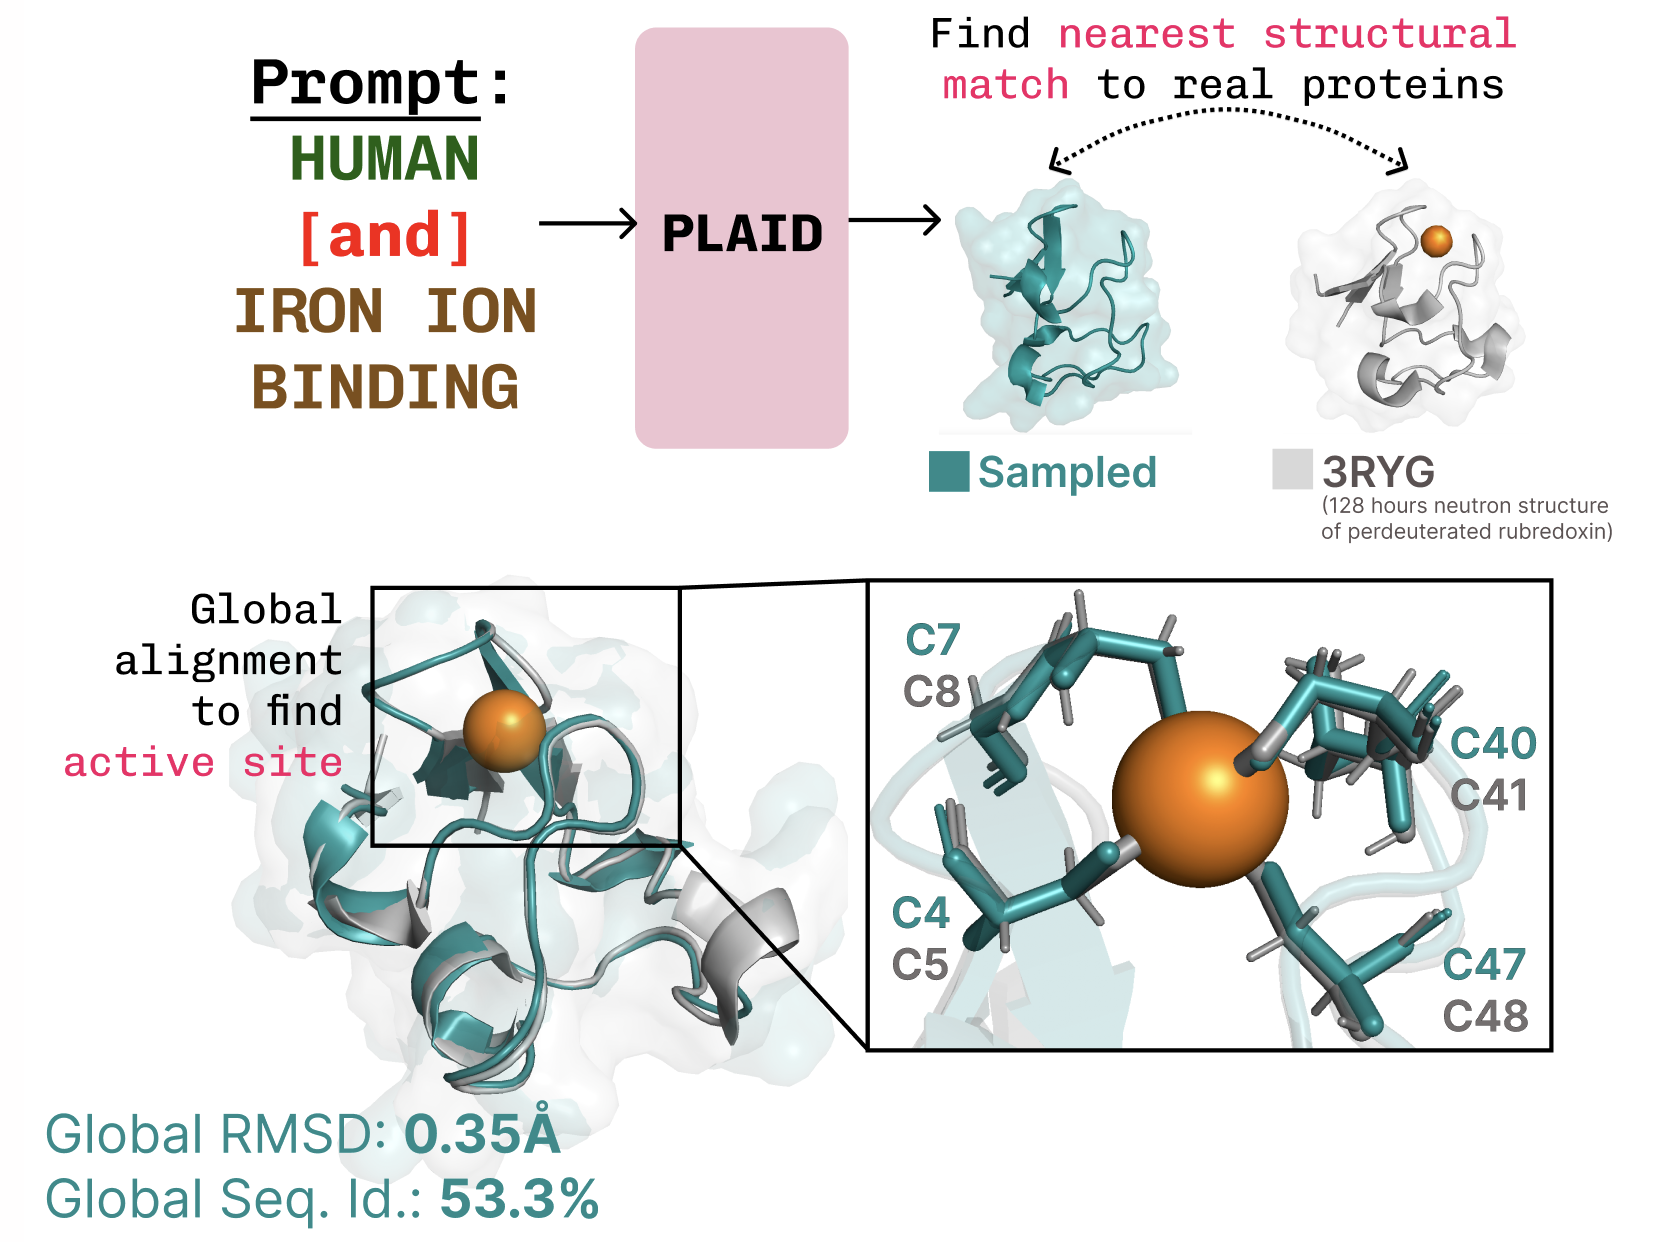 Prompt:
HUMAN
[and]
IRON ION
BINDING
PLAID
Find nearest structural
match to real proteins
Sampled
3RYG
(128 hours neutron structure
of perdeuterated rubredoxin)
Global
alignment
to find
active site
C7
C8
C40
C41
C4
C5
C47
C48
Global RMSD: 0.35Å
Global Seq. Id.: 53.3%